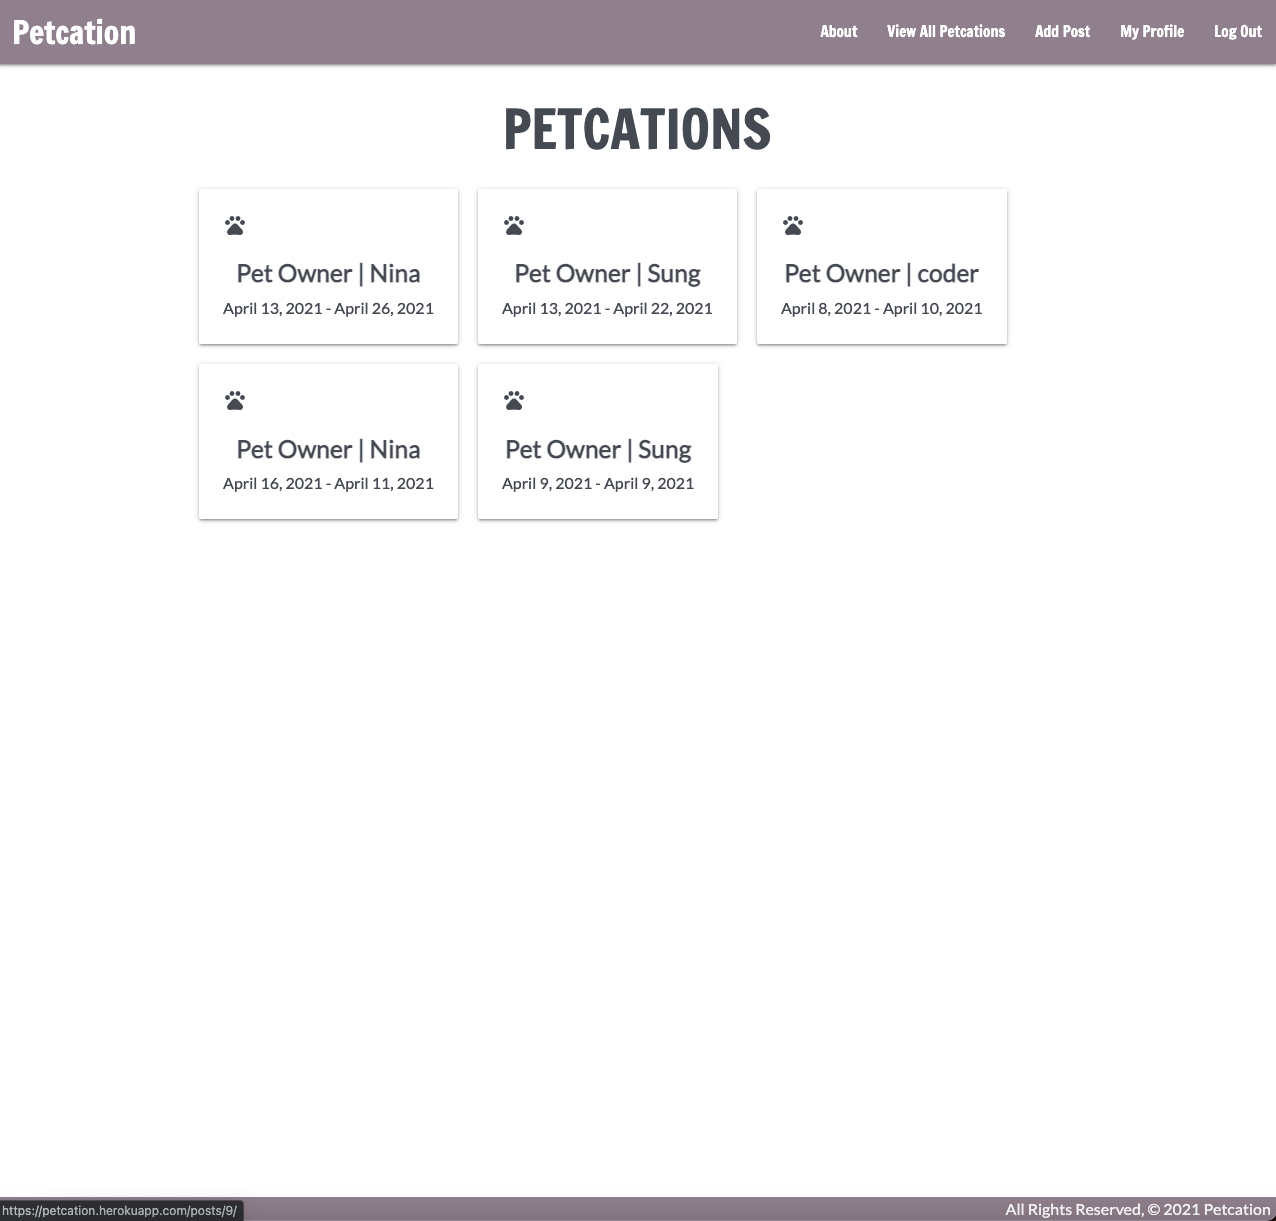 Petcation
About View All Petcations Add Post My Profile Log Out
PETCATIONS
Pet Owner | Nina
April 13, 2021 - April 26, 2021
Pet Owner | Sung
April 13, 2021 - April 22, 2021
Pet Owner | coder
April 8, 2021 - April 10, 2021
Pet Owner | Nina
April 16, 2021 - April 11, 2021
Pet Owner | Sung
April 9, 2021 - April 9, 2021
https://petcation.herokuapp.com/posts/9/
All Rights Reserved, © 2021 Petcation